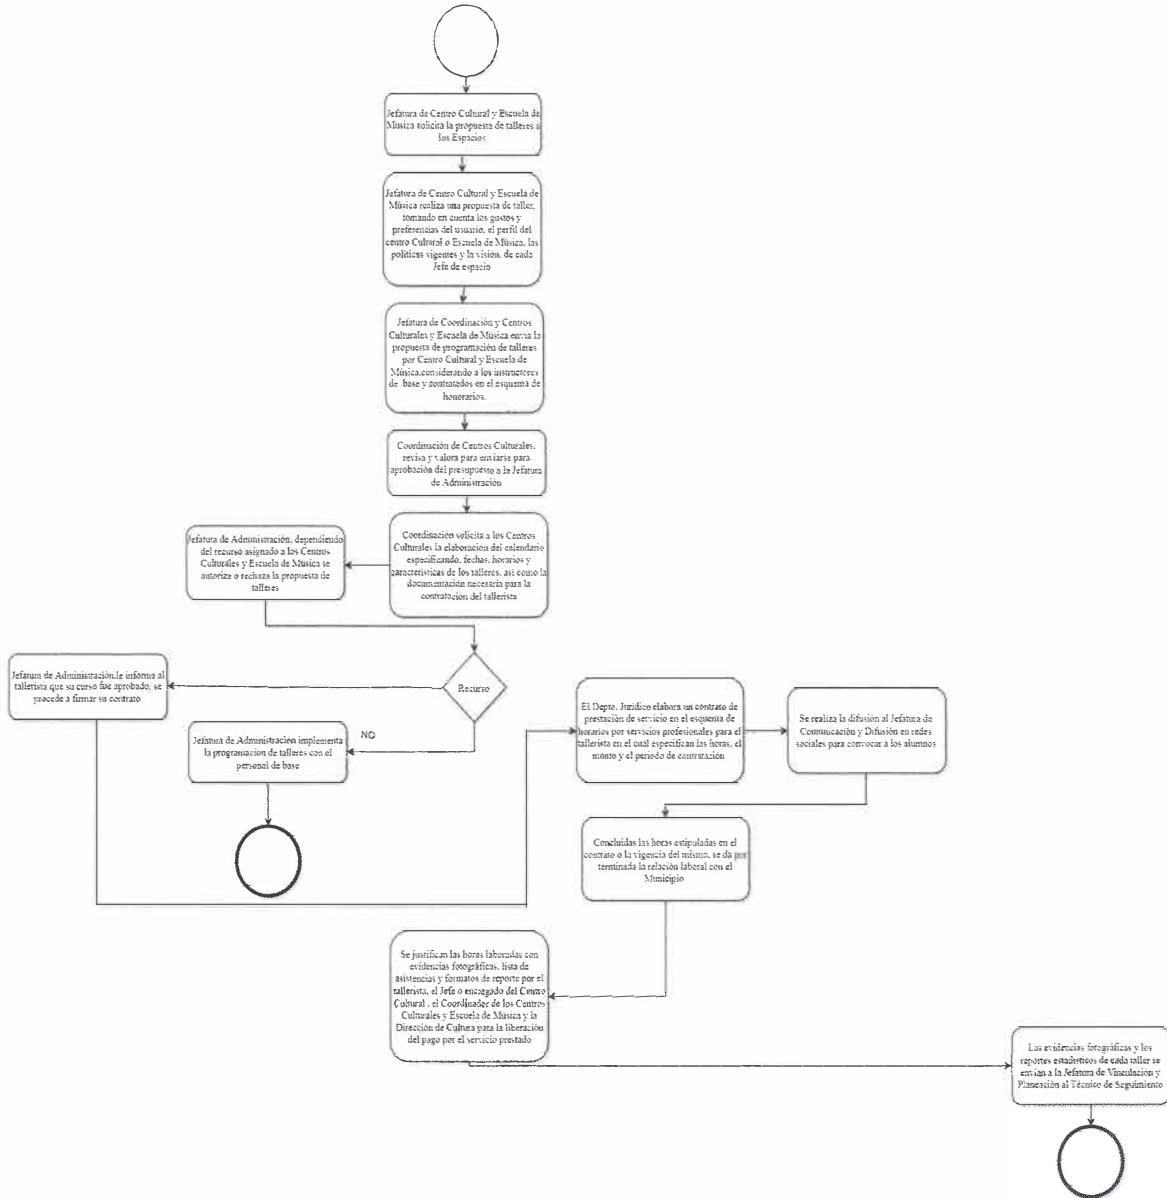 Jefatura de Centro Cultural y Escuela de
Música solicita la propuesta de talleres a
los Espacios
Jefatura de Centro Cultural y Escuela de
Música realiza una propuesta de taller,
tomando en cuenta los gustos y
preferencias del usuario, el perfil del
centro Cultural o Escuela de Música, las
políticas vigentes y la visión, de cada
Jefe de espacio
Jefatura de Coordinación y Centros
Culturales y Escuela de Música envía la
propuesta de programación de talleres
por Centro Cultural y Escuela de
Música,considerando a los instructores
de base y contratados en el esquema de
honorarios.
Coordinación de Centros Culturales,
revisa y valora para enviarse para
aprobación del presupuesto a la Jefatura
de Administración
Coordinación solicita a los Centros
Culturales la elaboración del calendario
especificando, fechas, horarios y
características de los talleres, asi como la
documentación necesaria para la
contratación del tallerista
Jefatura de Administración, dependiendo
del recurso asignado a los Centros
Culturales y Escuela de Música se
autoriza o rechaza la propuesta de
talleres
Recurso
Jefatura de Administración,le informa al
tallerista que su curso fue aprobado, se
procede a firmar su contrato
NO
Jefatura de Administración implementa
la programación de talleres con el
personal de base
El Depto. Jurídico elabora un contrato de
prestación de servicio en el esquema de
horarios por servicios profesionales para el
tallerista en el cuál especifican las horas, el
monto y el periodo de contratación
Se realiza la difusión al Jefatura de
Comunicación y Difusión en redes
sociales para convocar a los alumnos
Concluidas las horas estipuladas en el
contrato o la vigencia del mismo, se da por
terminada la relación laboral con el
Municipio
Se justifican las horas laboradas con
evidencias fotográficas, lista de
asistencias y formatos de reporte por el
tallerista, el Jefe o encargado del Centro
Cultural , el Coordinador de los Centros
Culturales y Escuela de Música y la
Dirección de Cultura para la liberación
del pago por el servicio prestado
Las evidencias fotográficas y los
reportes estadísticos de cada taller se
envían a la Jefatura de Vinculación y
Planeación al Técnico de Seguimiento